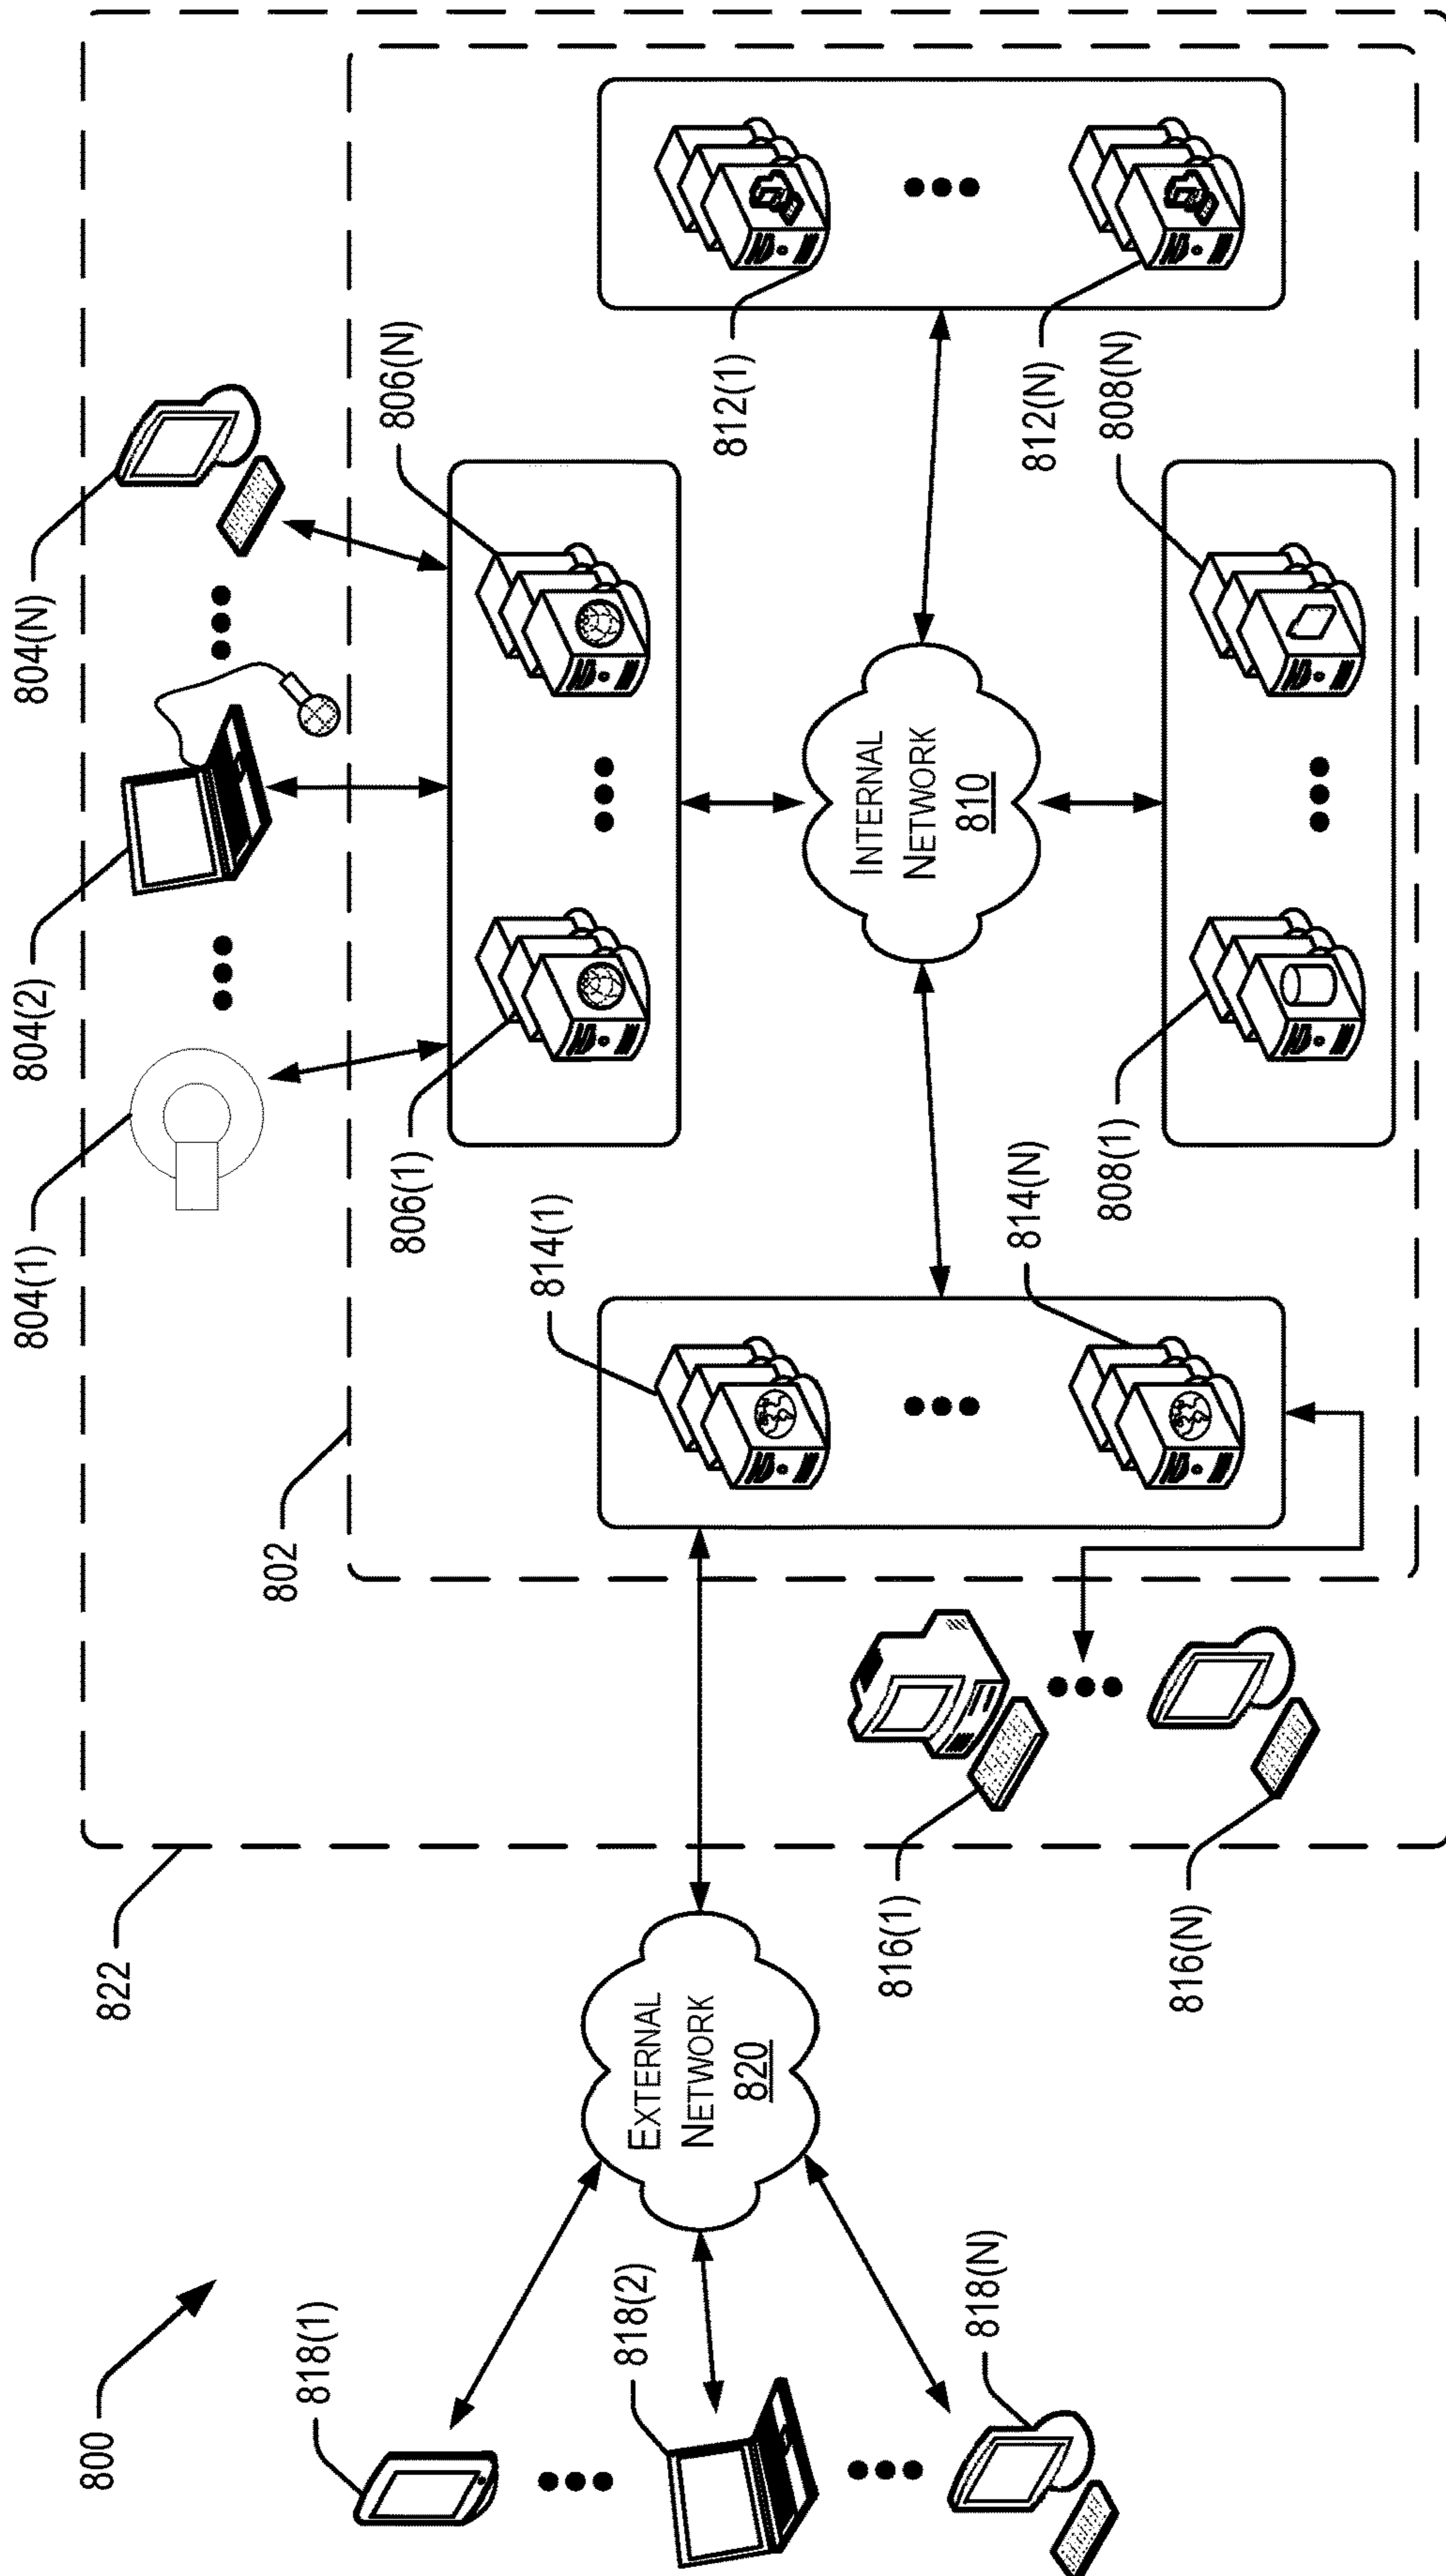 800
818(1)
818(2)
818(N)
EXTERNAL
NETWORK
820
822
816(1)
816(N)
802
804(1)
804(2)
804(N)
806(1)
806(N)
814(1)
814(N)
INTERNAL
NETWORK
810
812(1)
812(N)
808(1)
808(N)